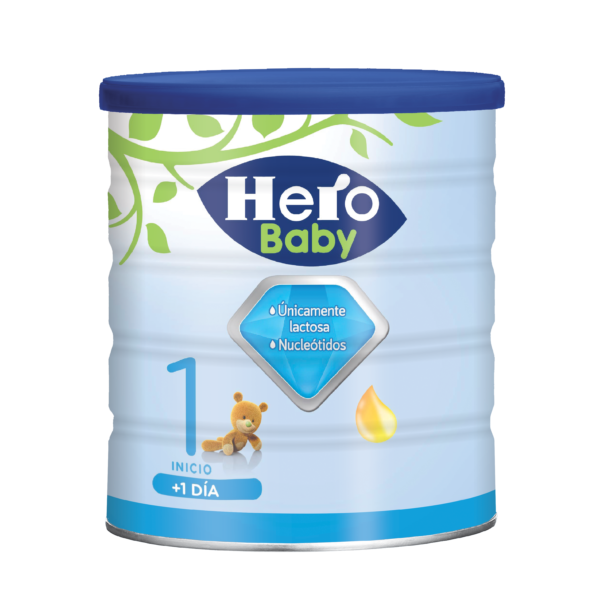 Hero
Baby
Únicamente
lactosa
Nucleótidos
1
INICIO
+1 DÍA